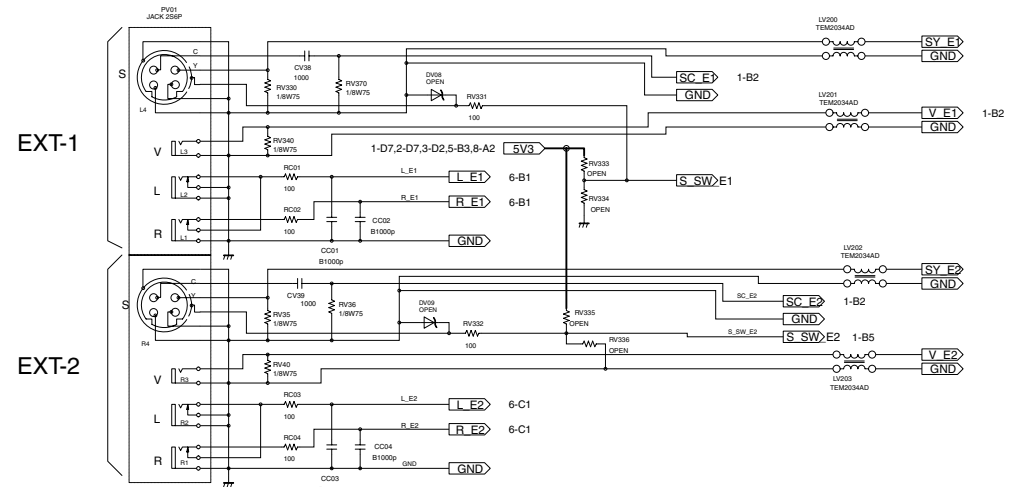 PV01
JACK 2S6P
LV200
TEM2034AD
SY_E1
GND
C
Y
S
CV38
1000
RV330
1/8W75
RV370
1/8W75
DV08
OPEN
RV331
100
SC_E1 1-B2
GND
L4
LV201
TEM2034AD
V_E1 1-B2
GND
EXT-1
V
L3
RV340
1/8W75
1-D7,2-D7,3-D2,5-B3,8-A2 5V3
RV333
OPEN
RV334
OPEN
S_SW_E1
L
L2
RC01
100
L_E1
L_E1 6-B1
R
L1
RC02
100
R_E1
R_E1 6-B1
CC01
B1000p
CC02
B1000p
GND
LV202
TEM2034AD
SY_E2
GND
C
Y
S
CV39
1000
RV35
1/8W75
RV36
1/8W75
DV09
OPEN
RV332
100
SC_E2
SC_E2 1-B2
GND
RV335
OPEN
RV336
OPEN
S_SW_E2
S_SW_E2 1-B5
R4
EXT-2
V
R3
RV40
1/8W75
V_E2
GND
LV203
TEM2034AD
L
R2
RC03
100
L_E2
L_E2 6-C1
R
R1
RC04
100
R_E2
R_E2 6-C1
CC03
CC04
B1000p
GND
GND